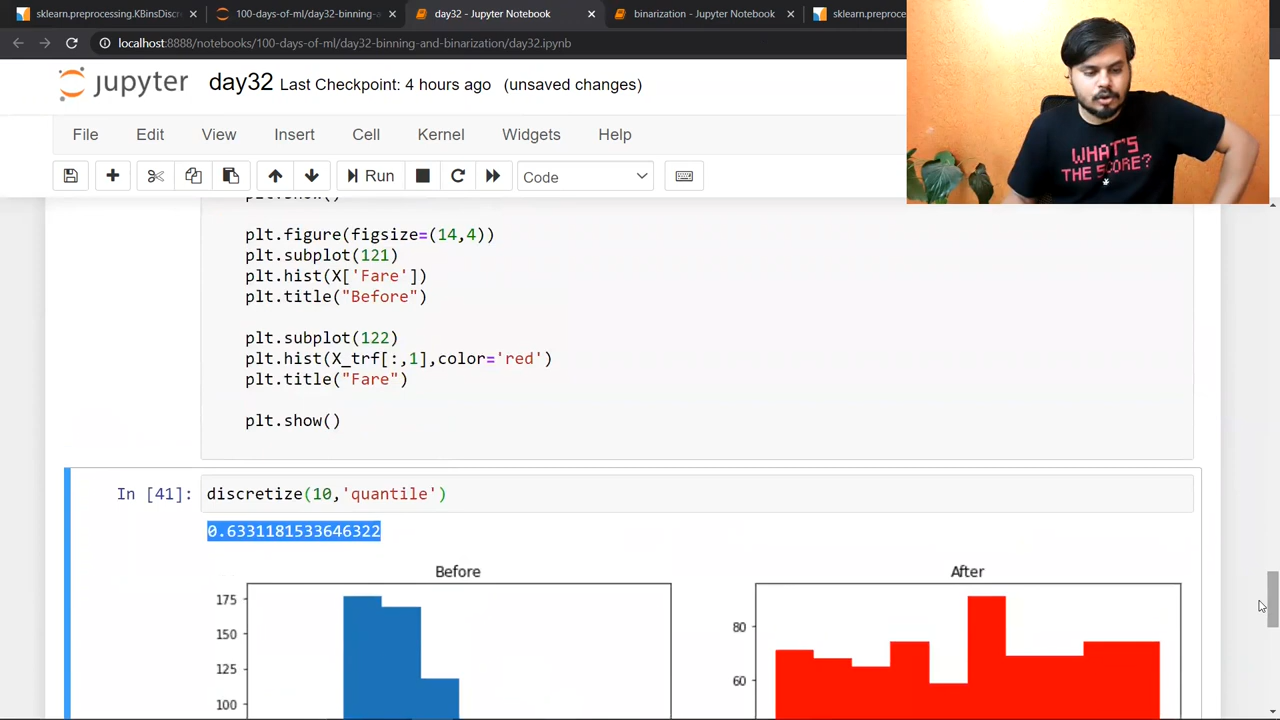 sklearn.preprocessing.KBinsDiscr
100-days-of-ml/day32-binning-a
day32 - Jupyter Notebook
binarization - Jupyter Notebook
sklearn.preproce
localhost:8888/notebooks/100-days-of-ml/day32-binning-and-binarization/day32.ipynb
jupyter day32 Last Checkpoint: 4 hours ago (unsaved changes)
File Edit View Insert Cell Kernel Widgets Help
Run Code
WHAT'S
THE SCORE?
plt.show()
plt.figure(figsize=(14,4))
plt.subplot(121)
plt.hist(X['Fare'])
plt.title("Before")
plt.subplot(122)
plt.hist(X_trf[:,1],color='red')
plt.title("Fare")
plt.show()
In [41]: discretize(10,'quantile')
0.6331181533646322
Before After
175
150
125
100
80
60